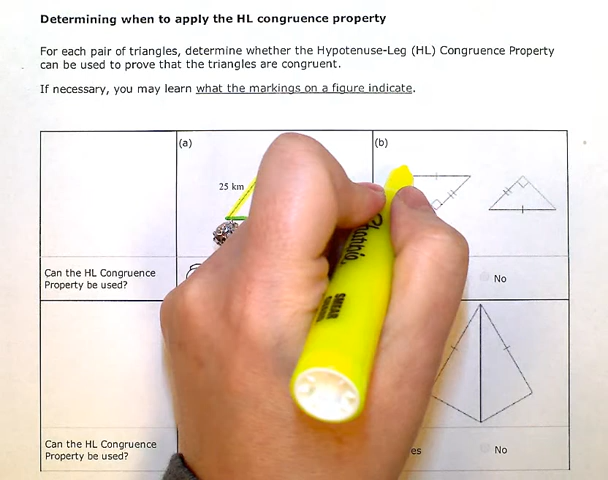 Determining when to apply the HL congruence property
For each pair of triangles, determine whether the Hypotenuse-Leg (HL) Congruence Property
can be used to prove that the triangles are congruent.
If necessary, you may learn what the markings on a figure indicate.
(a)
(b)
25 km
Can the HL Congruence
Property be used?
No
SMEAR
Can the HL Congruence
Property be used?
es
No